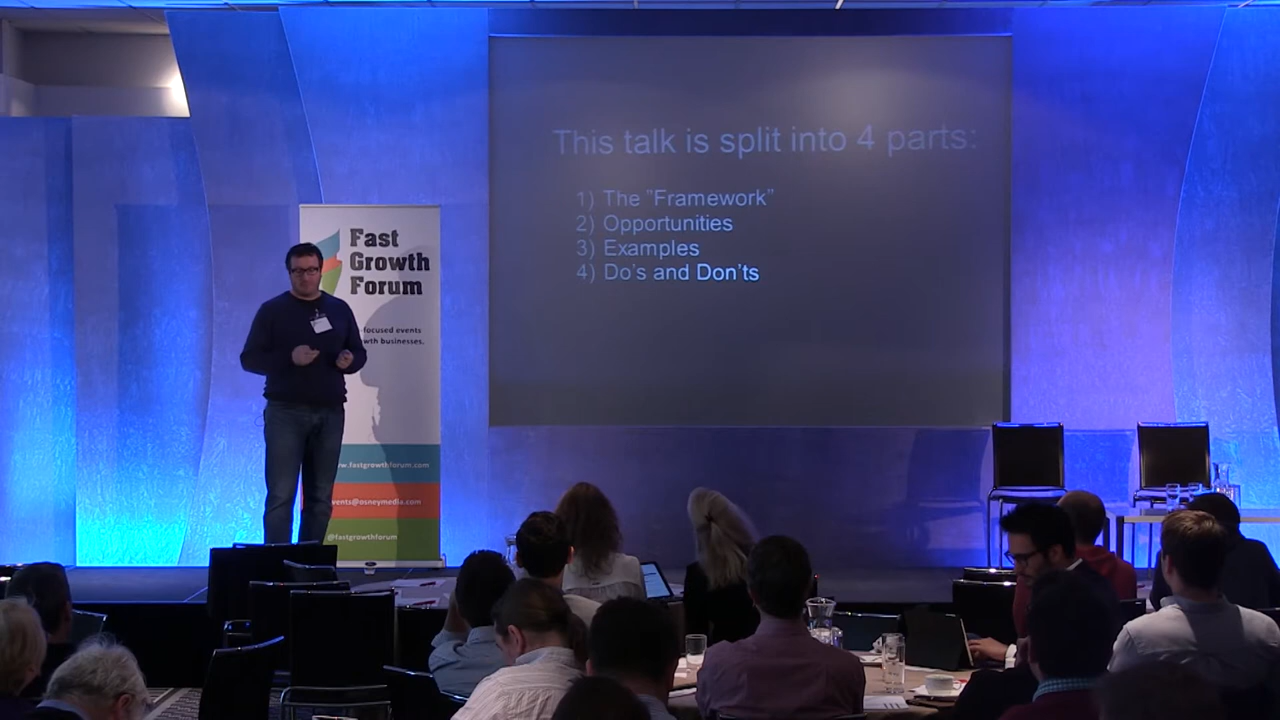 This talk is split into 4 parts:
1) The "Framework"
2) Opportunities
3) Examples
4) Do's and Don'ts
Fast
Growth
Forum
-focused events
wth businesses.
w.fastgrowthforum.com
vents@osneymedia.com
@fastgrowthforum